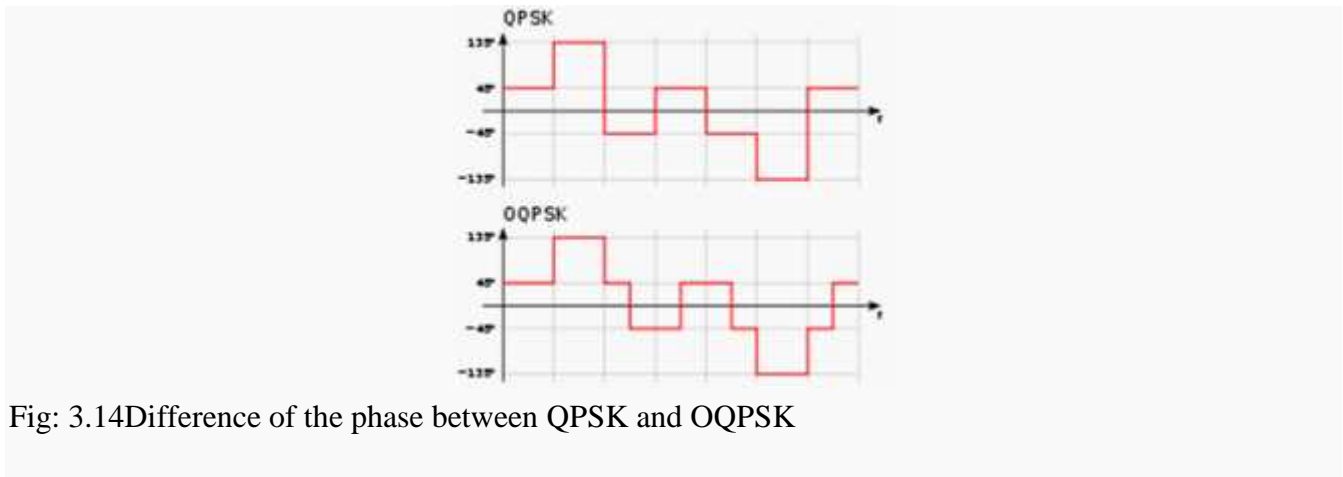 QPSK
135°
45°
-45°
-135°
t
OQPSK
135°
45°
-45°
-135°
t
Fig: 3.14Difference of the phase between QPSK and OQPSK